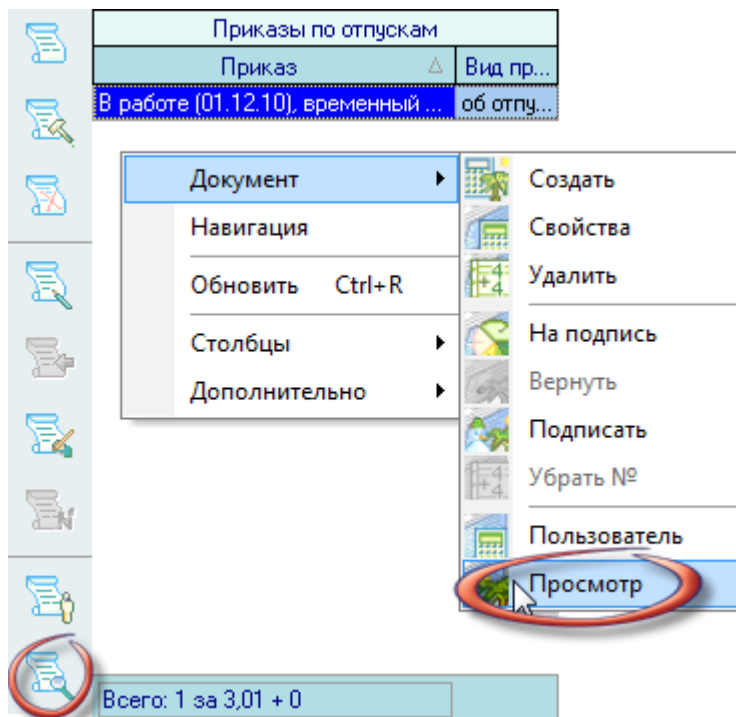 Приказы по отпускам
Приказ Вид пр...
В работе (01.12.10), временный ... об отпу...
Документ
Навигация
Обновить Ctrl+R
Столбцы
Дополнительно
Создать
Свойства
Удалить
На подпись
Вернуть
Подписать
Убрать №
Пользователь
Просмотр
Всего: 1 за 3,01 + 0